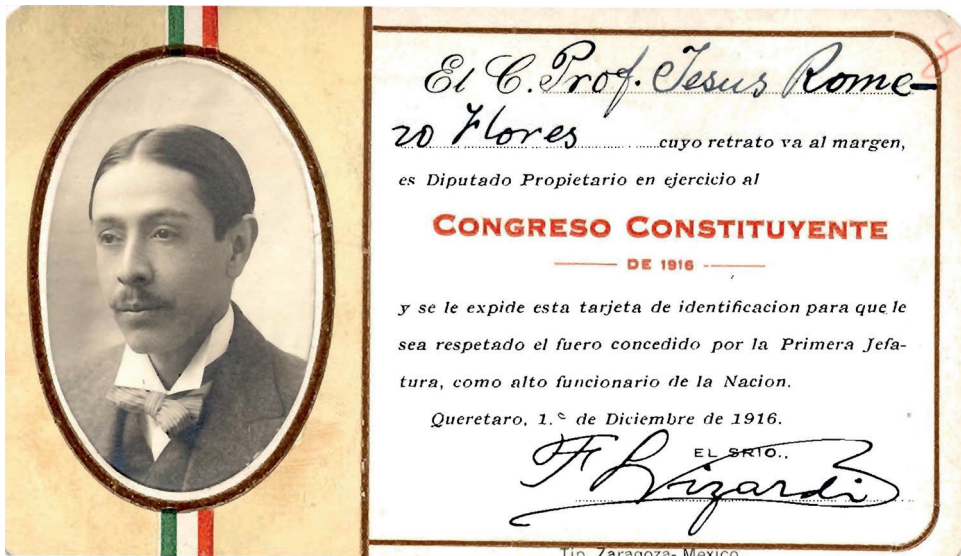 El C. Prof. Jesus Rome-
ro Flores cuyo retrato va al margen,
es Diputado Propietario en ejercicio al
CONGRESO CONSTITUYENTE
DE 1916
y se le expide esta tarjeta de identificacion para que le
sea respetado el fuero concedido por la Primera Jefa-
tura, como alto funcionario de la Nacion.
Queretaro, 1.º de Diciembre de 1916.
EL SRIO..
F Lizardi
Tip. Zaragoza- Mexico